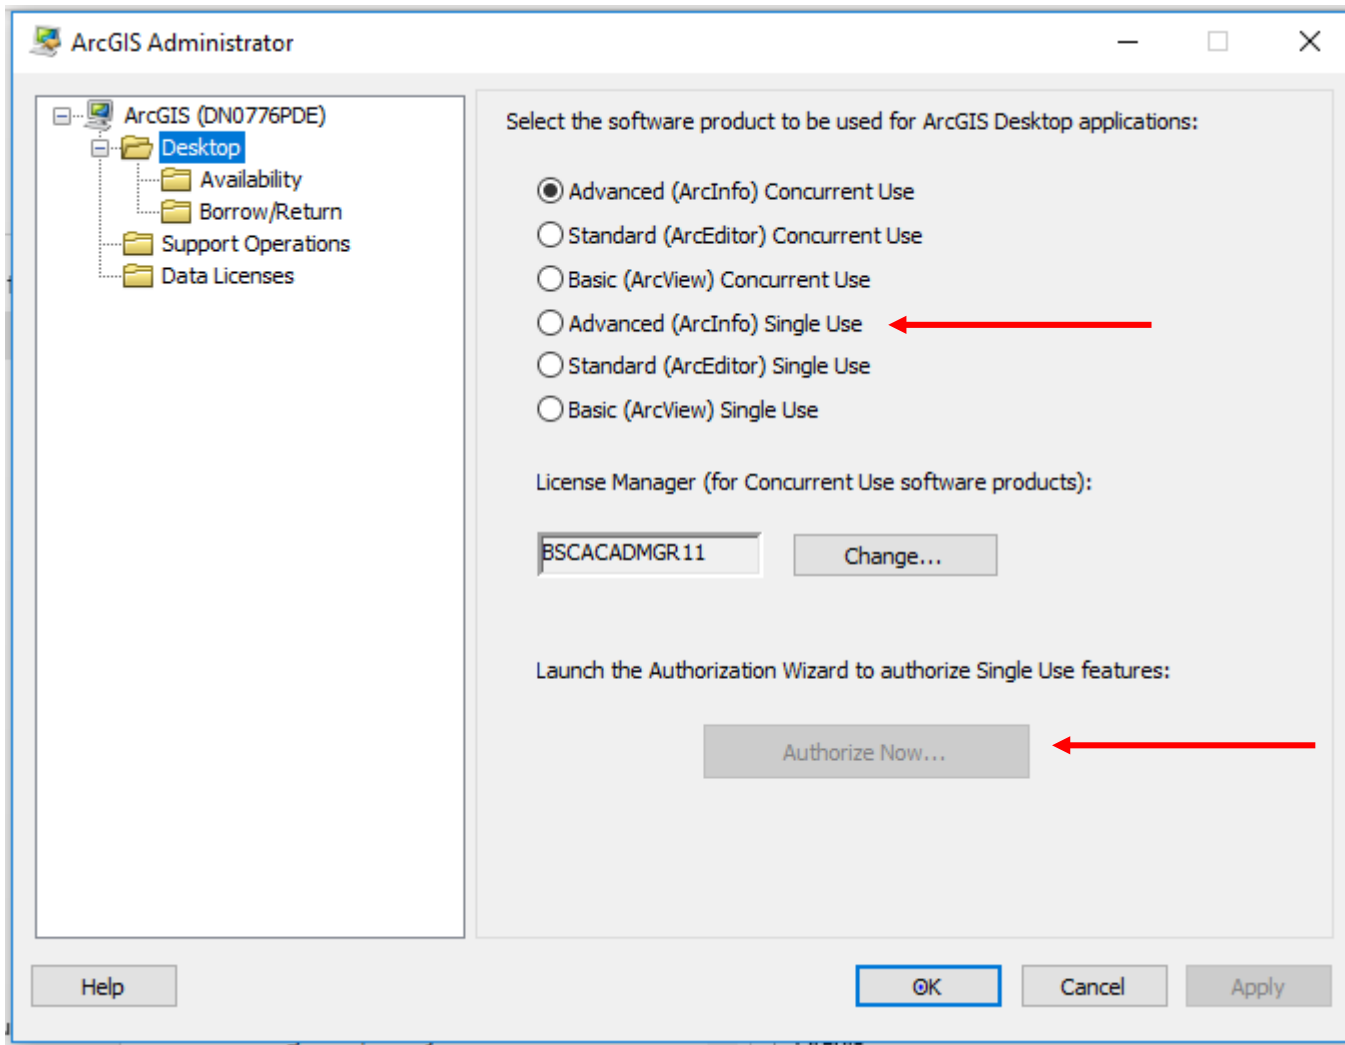 ArcGIS Administrator
ArcGIS (DN0776PDE)
Desktop
Availability
Borrow/Return
Support Operations
Data Licenses
Select the software product to be used for ArcGIS Desktop applications:
Advanced (ArcInfo) Concurrent Use
Standard (ArcEditor) Concurrent Use
Basic (ArcView) Concurrent Use
Advanced (ArcInfo) Single Use
Standard (ArcEditor) Single Use
Basic (ArcView) Single Use
License Manager (for Concurrent Use software products):
BSCACADMGR11
Change...
Launch the Authorization Wizard to authorize Single Use features:
Authorize Now...
Help
OK
Cancel
Apply